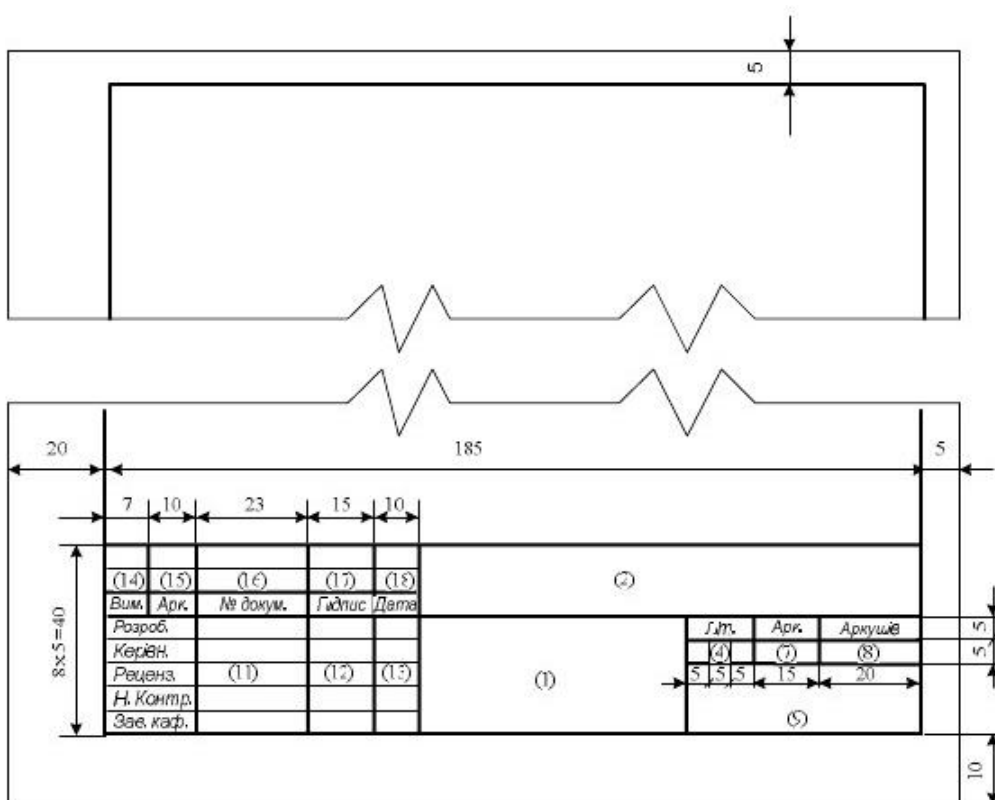 5
20 185 5
7 10 23 15 10
(14) (15) (16) (17) (18) (2)
Вим. Арк. № докум. Підпис Дата
Розроб. Літ. Арк. Аркушів 5
Керівн. (4) (7) (8) 5
Реценз. (11) (12) (13) (1) 5 5 5 15 20
Н. Контр.
Зав. каф. (9)
8x5=40
10